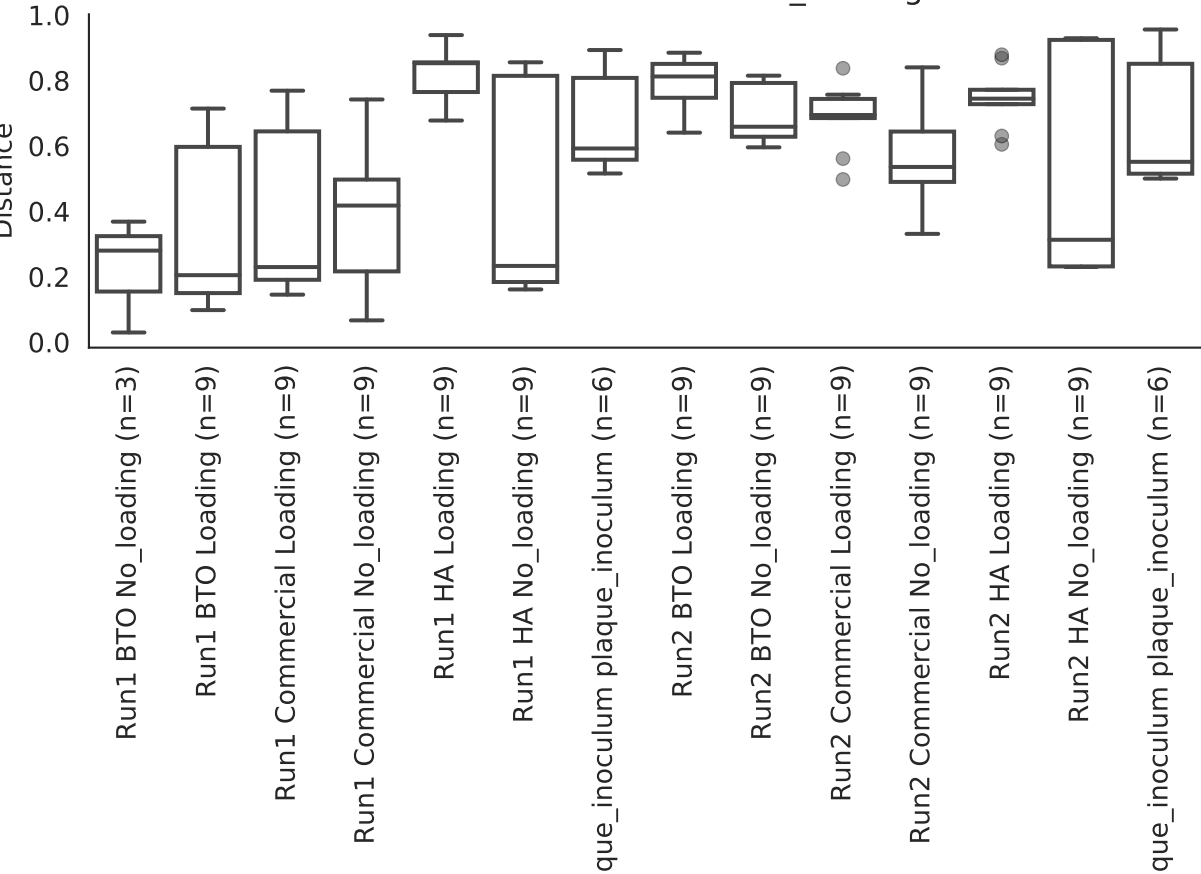 Distance
1.0
0.8
0.6
0.4
0.2
0.0
Run1 BTO No_loading (n=3)
Run1 BTO Loading (n=9)
Run1 Commercial Loading (n=9)
Run1 Commercial No_loading (n=9)
Run1 HA Loading (n=9)
Run1 HA No_loading (n=9)
que_inoculum plaque_inoculum (n=6)
Run2 BTO Loading (n=9)
Run2 BTO No_loading (n=9)
Run2 Commercial Loading (n=9)
Run2 Commercial No_loading (n=9)
Run2 HA Loading (n=9)
Run2 HA No_loading (n=9)
que_inoculum plaque_inoculum (n=6)